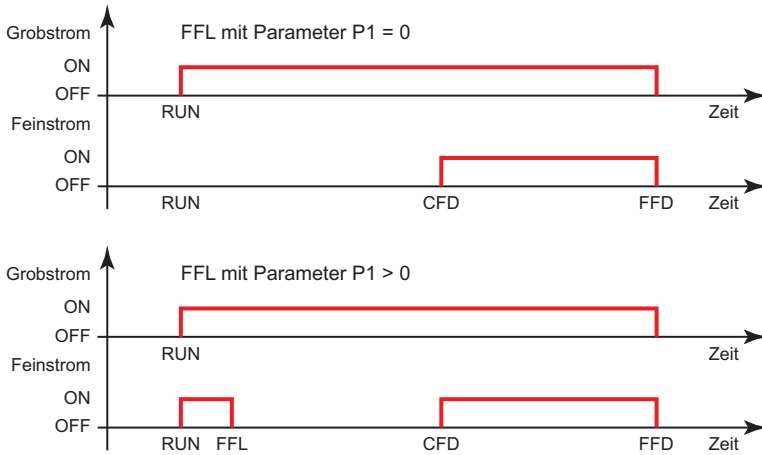 Grobstrom FFL mit Parameter P1 = 0
ON
OFF
RUN Zeit
Feinstrom
ON
OFF
RUN CFD FFD Zeit
Grobstrom FFL mit Parameter P1 > 0
ON
OFF
RUN Zeit
Feinstrom
ON
OFF
RUN FFL CFD FFD Zeit